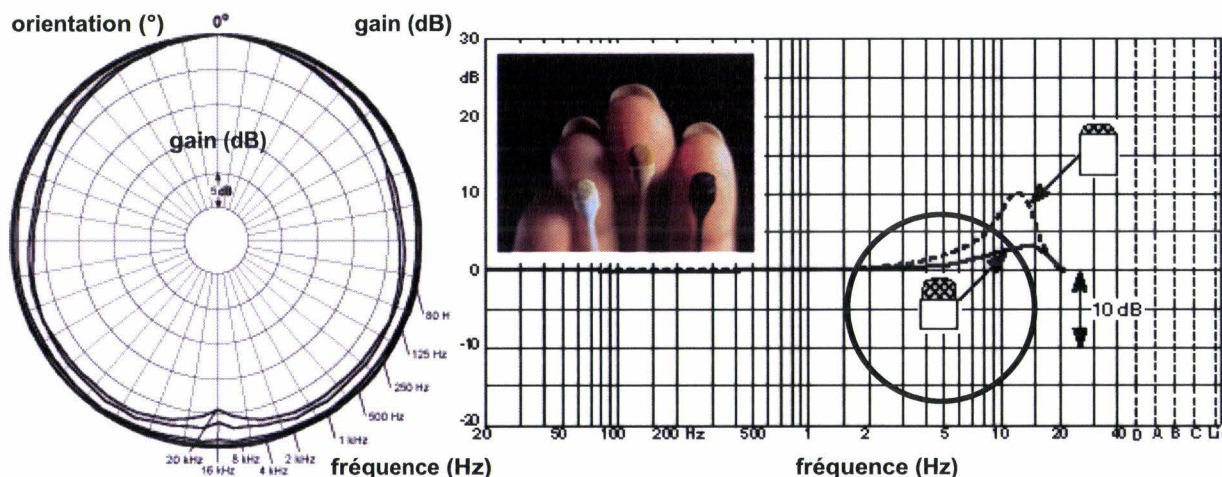 orientation (°)
0°
gain (dB)
5 dB
80 H
125 Hz
250 Hz
500 Hz
1 kHz
2 kHz
4 kHz
8 kHz
16 kHz
20 kHz
gain (dB)
30
dB
20
10
0
-10
-20
10 dB
20 50 100 200 Hz 500 1 2 5 10 20 40 D A B C
fréquence (Hz)
fréquence (Hz)